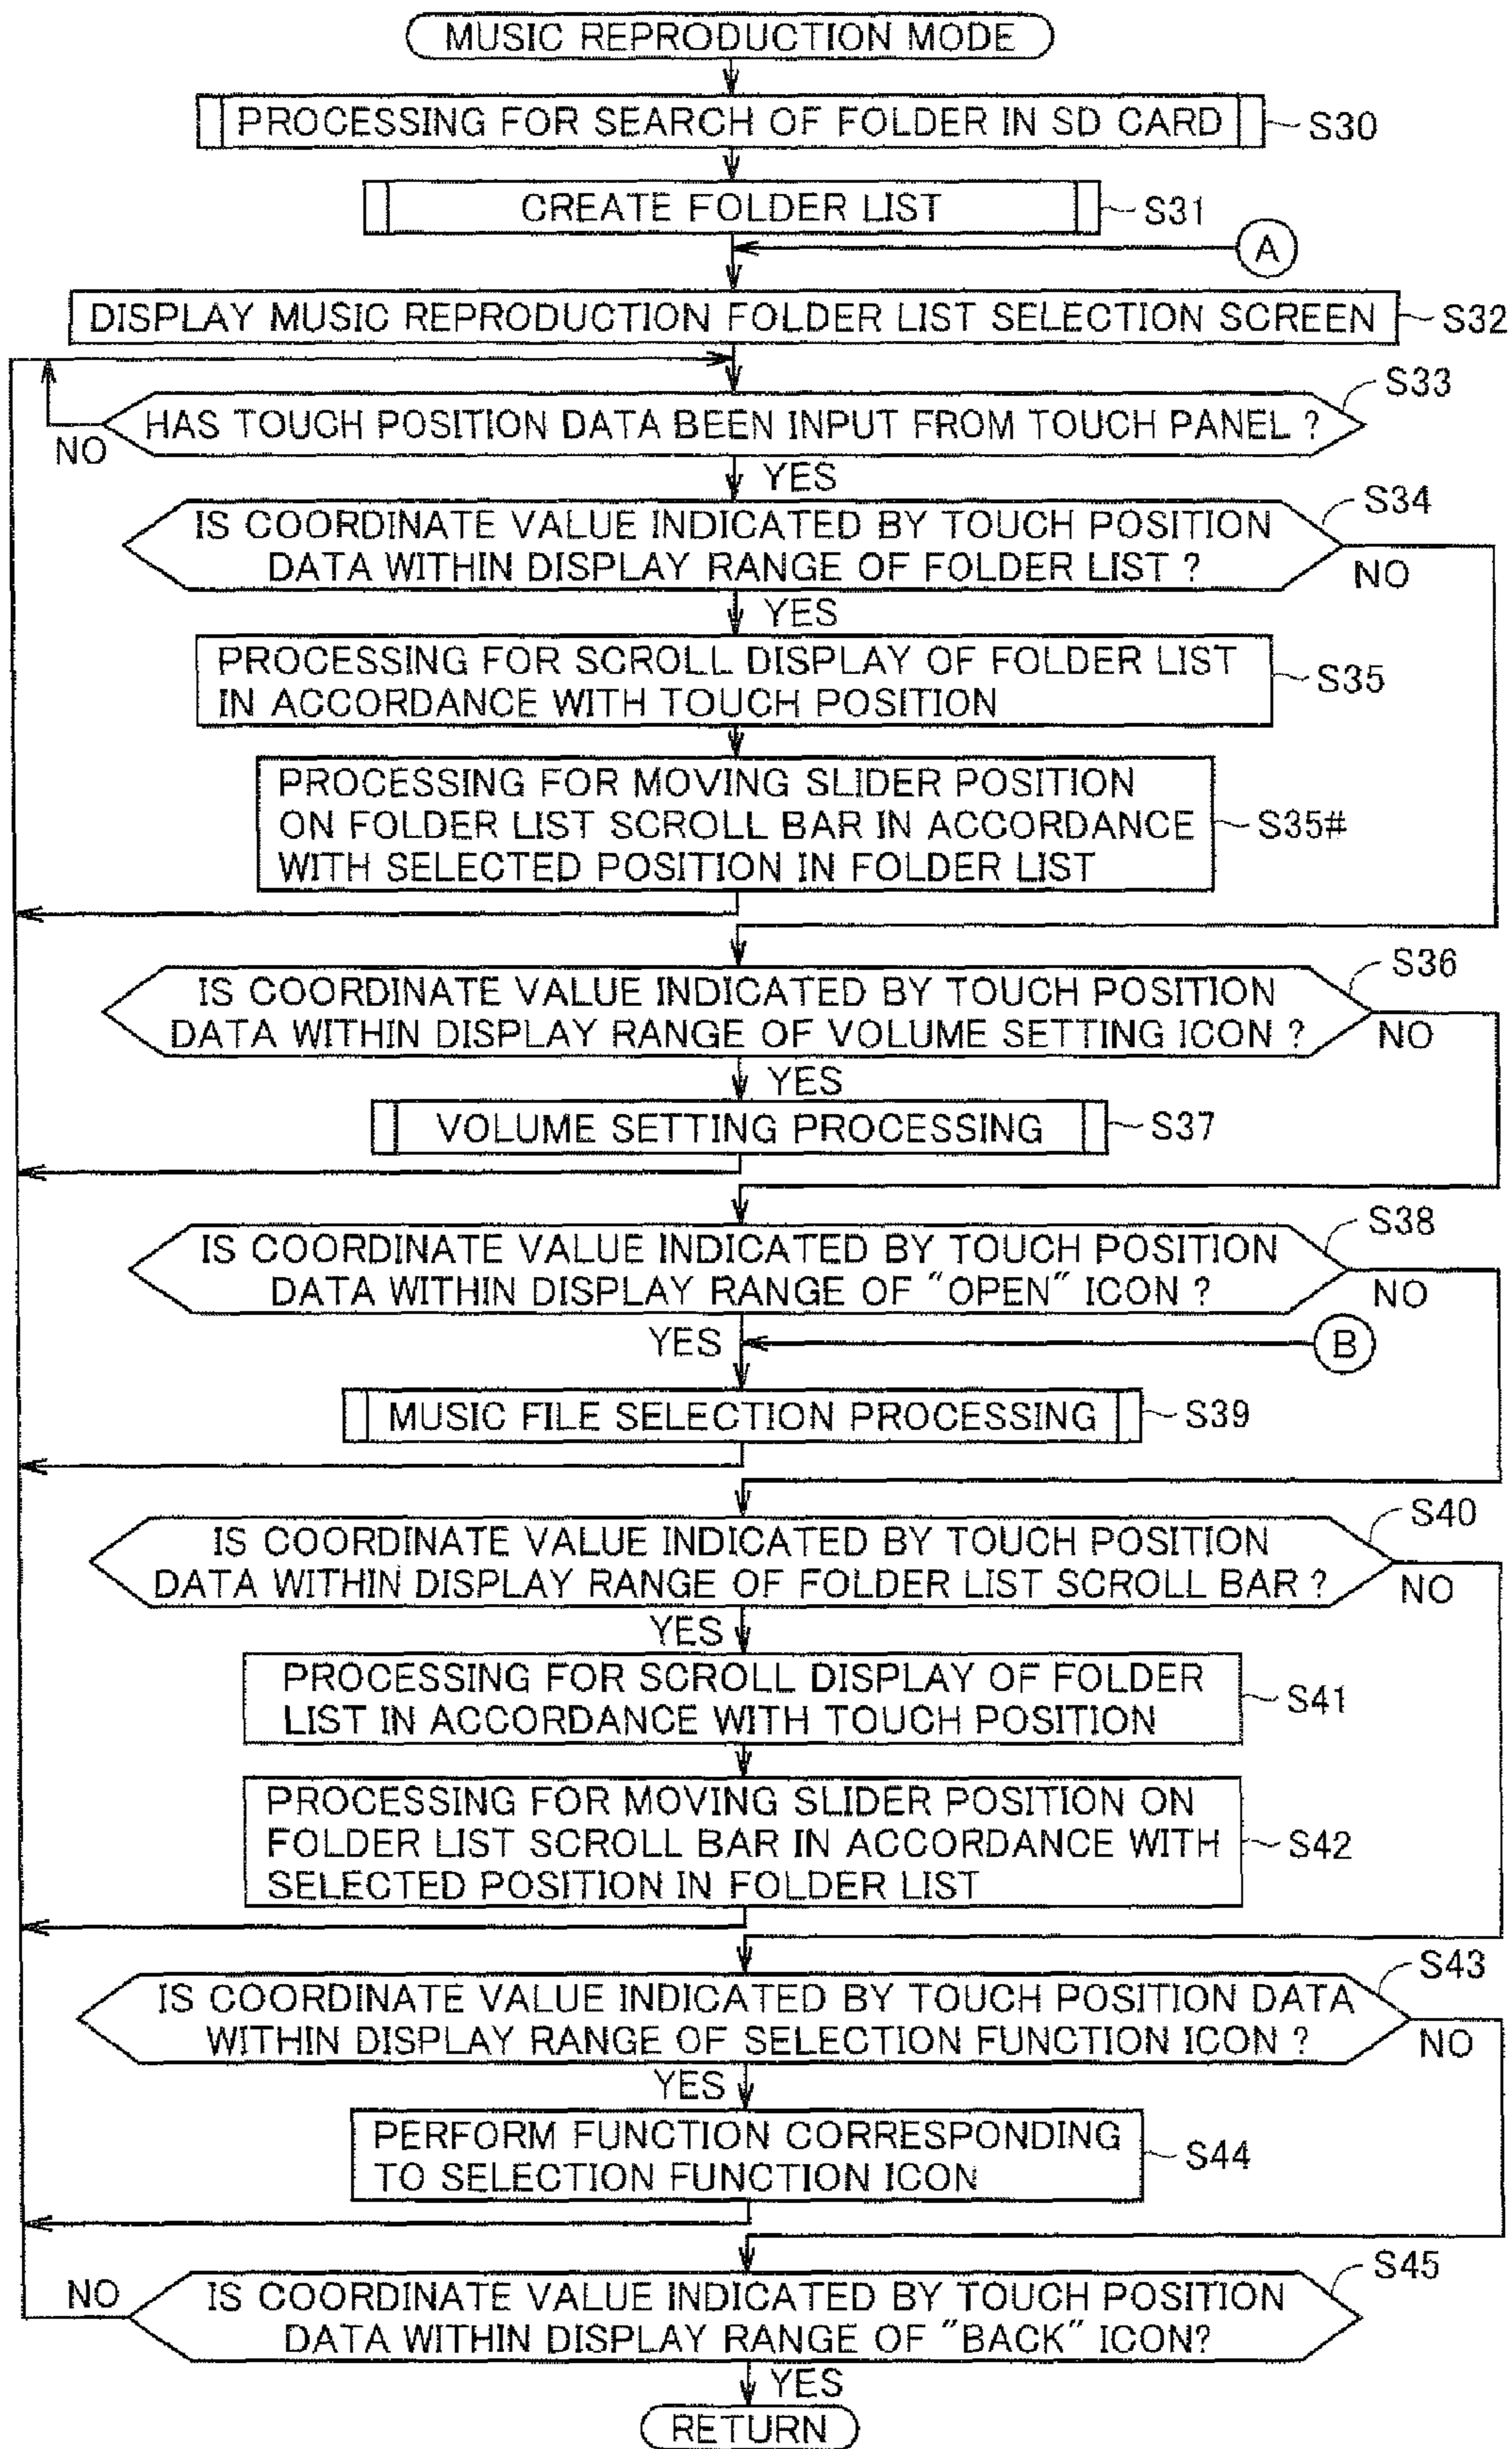 MUSIC REPRODUCTION MODE
PROCESSING FOR SEARCH OF FOLDER IN SD CARD
S30
CREATE FOLDER LIST
S31
A
DISPLAY MUSIC REPRODUCTION FOLDER LIST SELECTION SCREEN
S32
S33
HAS TOUCH POSITION DATA BEEN INPUT FROM TOUCH PANEL ?
NO
YES
S34
IS COORDINATE VALUE INDICATED BY TOUCH POSITION
DATA WITHIN DISPLAY RANGE OF FOLDER LIST ?
NO
YES
PROCESSING FOR SCROLL DISPLAY OF FOLDER LIST
IN ACCORDANCE WITH TOUCH POSITION
S35
PROCESSING FOR MOVING SLIDER POSITION
ON FOLDER LIST SCROLL BAR IN ACCORDANCE
WITH SELECTED POSITION IN FOLDER LIST
S35#
S36
IS COORDINATE VALUE INDICATED BY TOUCH POSITION
DATA WITHIN DISPLAY RANGE OF VOLUME SETTING ICON ?
NO
YES
VOLUME SETTING PROCESSING
S37
S38
IS COORDINATE VALUE INDICATED BY TOUCH POSITION
DATA WITHIN DISPLAY RANGE OF "OPEN" ICON ?
NO
YES
B
MUSIC FILE SELECTION PROCESSING
S39
S40
IS COORDINATE VALUE INDICATED BY TOUCH POSITION
DATA WITHIN DISPLAY RANGE OF FOLDER LIST SCROLL BAR ?
NO
YES
PROCESSING FOR SCROLL DISPLAY OF FOLDER
LIST IN ACCORDANCE WITH TOUCH POSITION
S41
PROCESSING FOR MOVING SLIDER POSITION ON
FOLDER LIST SCROLL BAR IN ACCORDANCE WITH
SELECTED POSITION IN FOLDER LIST
S42
S43
IS COORDINATE VALUE INDICATED BY TOUCH POSITION DATA
WITHIN DISPLAY RANGE OF SELECTION FUNCTION ICON ?
NO
YES
PERFORM FUNCTION CORRESPONDING
TO SELECTION FUNCTION ICON
S44
S45
NO
IS COORDINATE VALUE INDICATED BY TOUCH POSITION
DATA WITHIN DISPLAY RANGE OF "BACK" ICON?
YES
RETURN